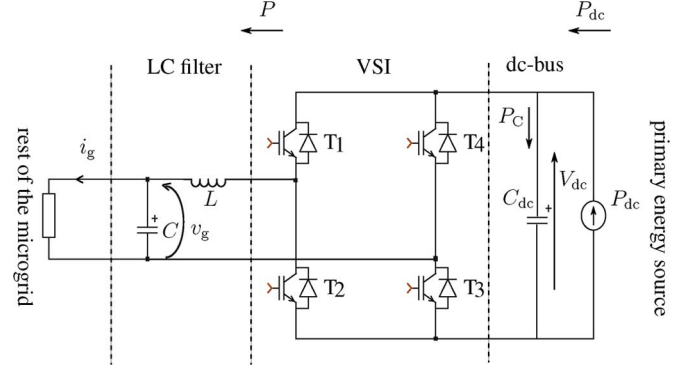 P
P_dc
LC filter
VSI
dc-bus
rest of the microgrid
i_g
L
C
+
v_g
T1
T4
T2
T3
P_C
C_dc
+
V_dc
P_dc
primary energy source